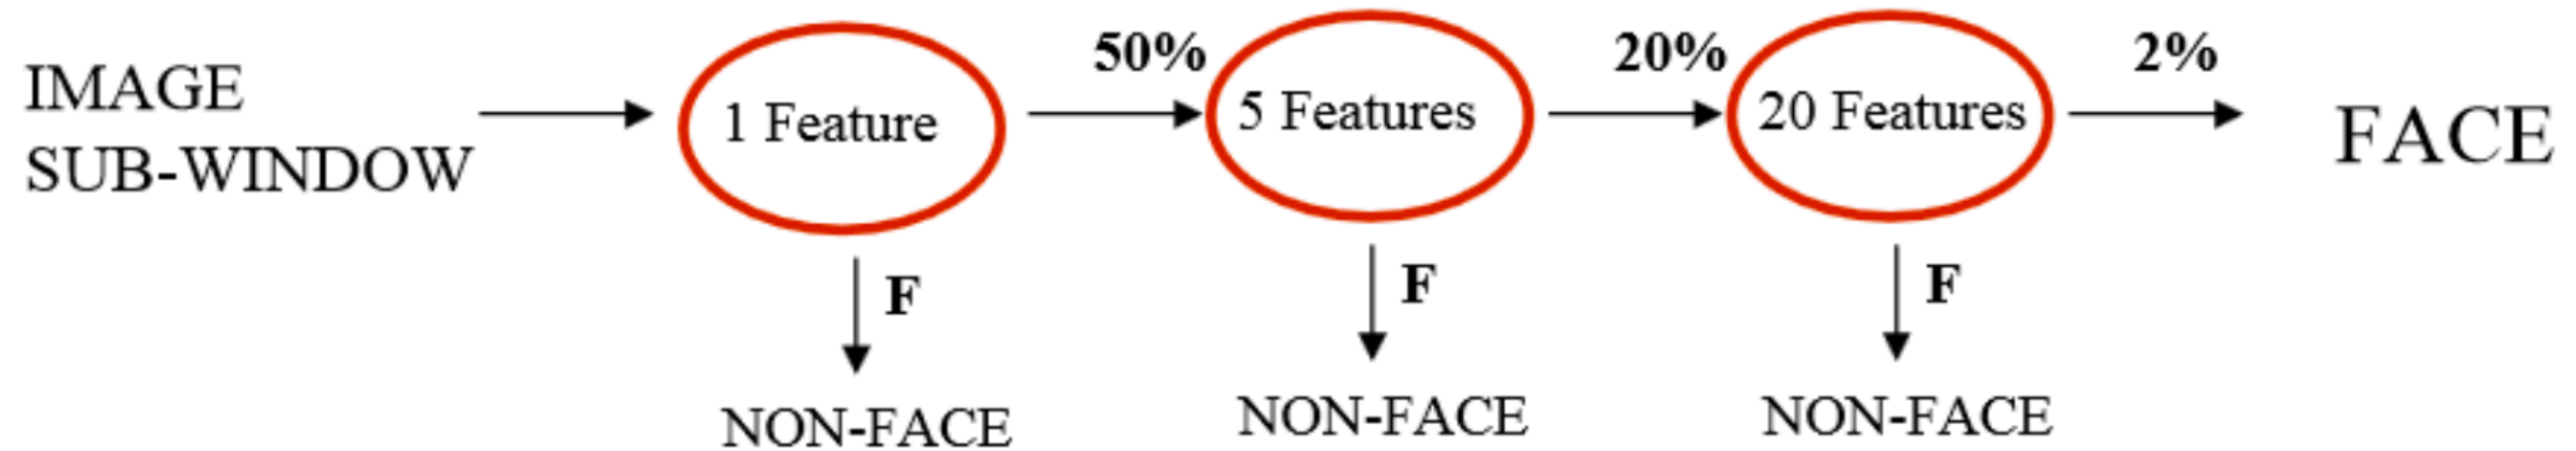 IMAGE
SUB-WINDOW
1 Feature
50%
5 Features
20%
20 Features
2%
FACE
F
F
F
NON-FACE
NON-FACE
NON-FACE